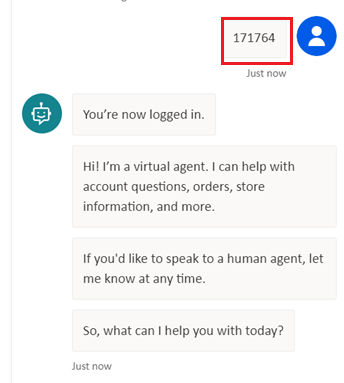 171764
Just now
You're now logged in.
Hi! I'm a virtual agent. I can help with
account questions, orders, store
information, and more.
If you'd like to speak to a human agent, let
me know at any time.
So, what can I help you with today?
Just now